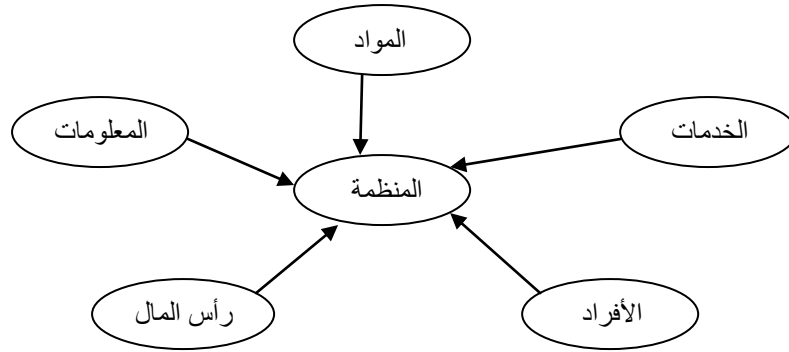 المواد
الخدمات
المعلومات
المنظمة
الأفراد
رأس المال